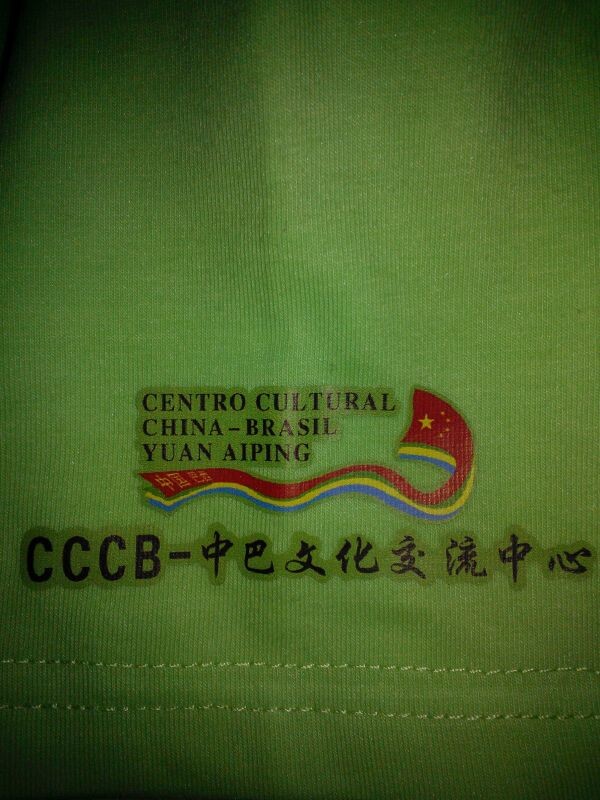 CENTRO CULTURAL
CHINA-BRASIL
YUAN AIPING
CCCB-中巴文化交流中心